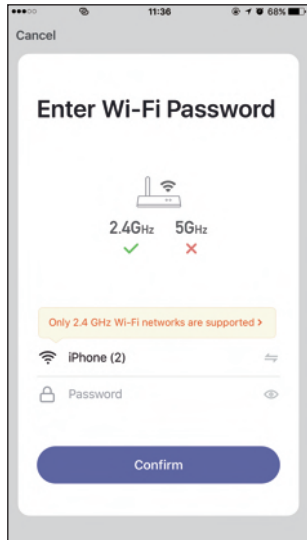 11:36 68%
Cancel
Enter Wi-Fi Password
2.4GHz 5GHz
Only 2.4 GHz Wi-Fi networks are supported >
iPhone (2)
Password
Confirm